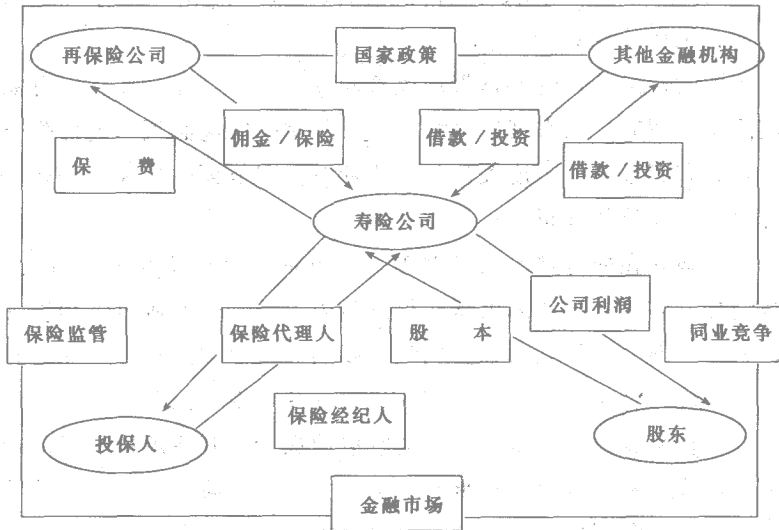 再保险公司
国家政策
其他金融机构
佣金/保险
借款/投资
保 费
借款/投资
寿险公司
公司利润
保险监管
保险代理人
股 本
同业竞争
保险经纪人
投保人
股东
金融市场